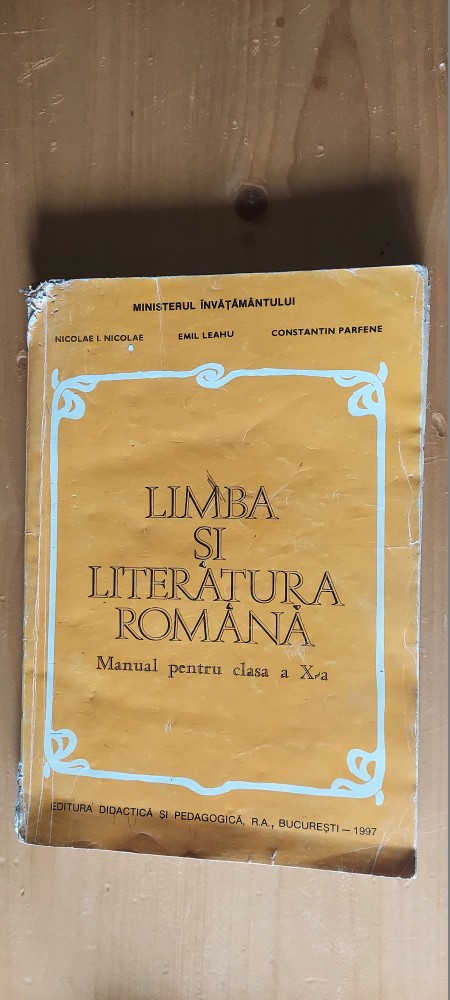 MINISTERUL ÎNVĂȚĂMÂNTULUI
NICOLAE I. NICOLAE EMIL LEAHU CONSTANTIN PARFENE
LIMBA
ȘI
LITERATURA
ROMÂNĂ
Manual pentru clasa a X-a
EDITURA DIDACTICĂ ȘI PEDAGOGICĂ, R.A., BUCUREȘTI — 1997